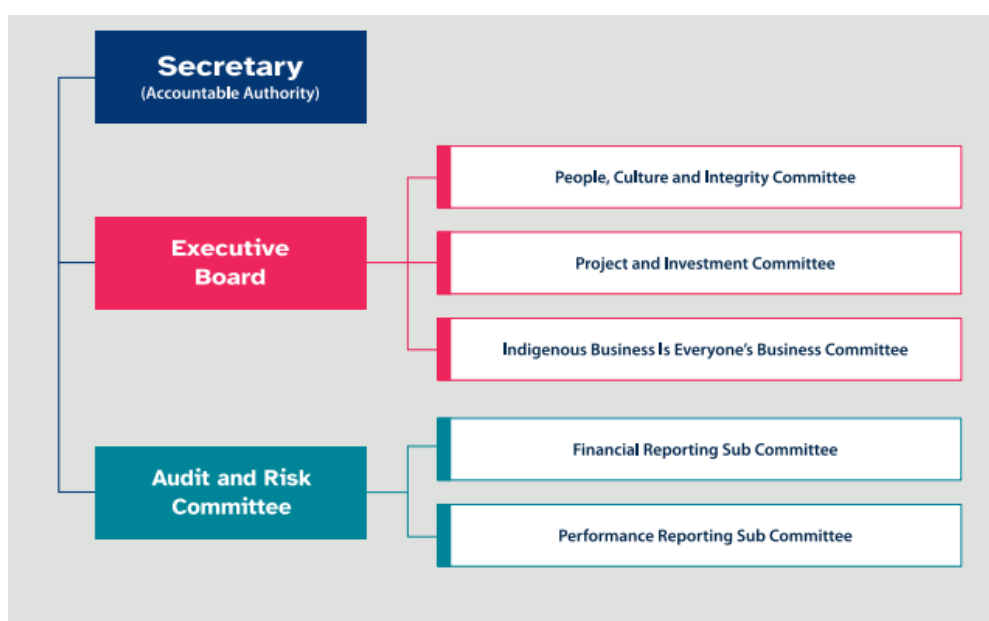 Secretary
(Accountable Authority)
Executive
Board
People, Culture and Integrity Committee
Project and Investment Committee
Indigenous Business Is Everyone's Business Committee
Audit and Risk
Committee
Financial Reporting Sub Committee
Performance Reporting Sub Committee